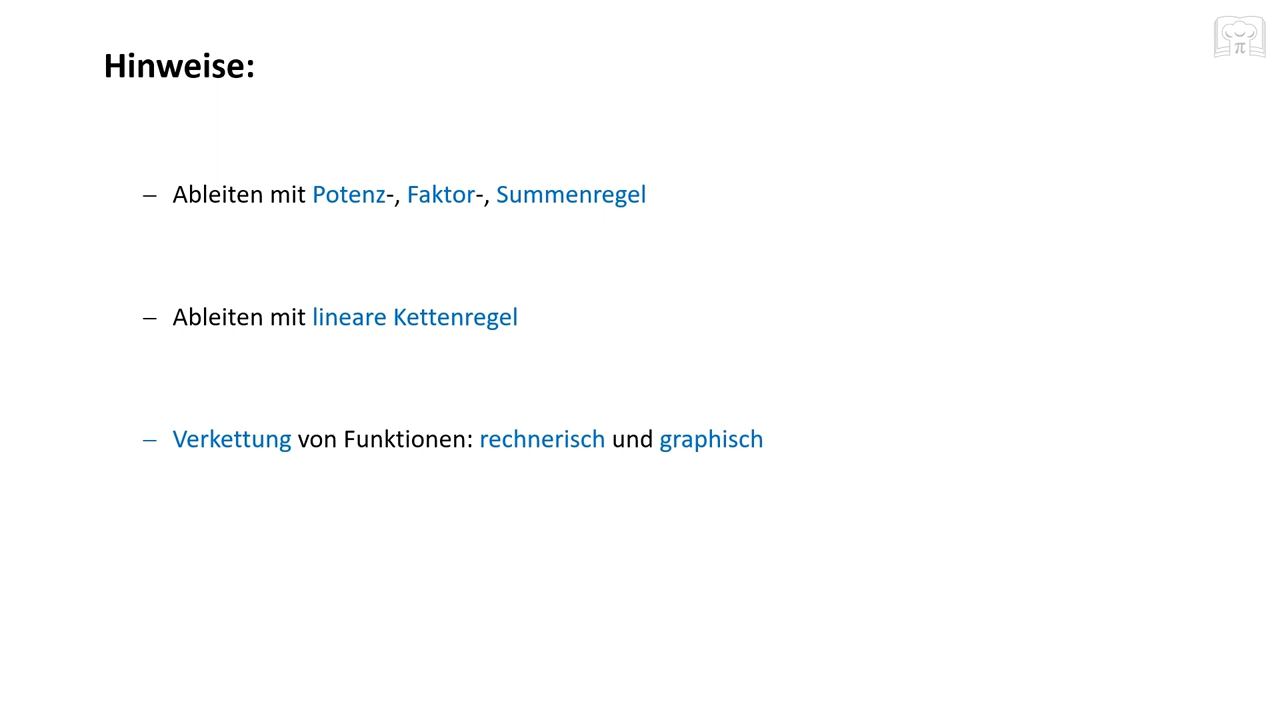 Hinweise:
– Ableiten mit Potenz-, Faktor-, Summenregel
– Ableiten mit lineare Kettenregel
– Verkettung von Funktionen: rechnerisch und graphisch
π